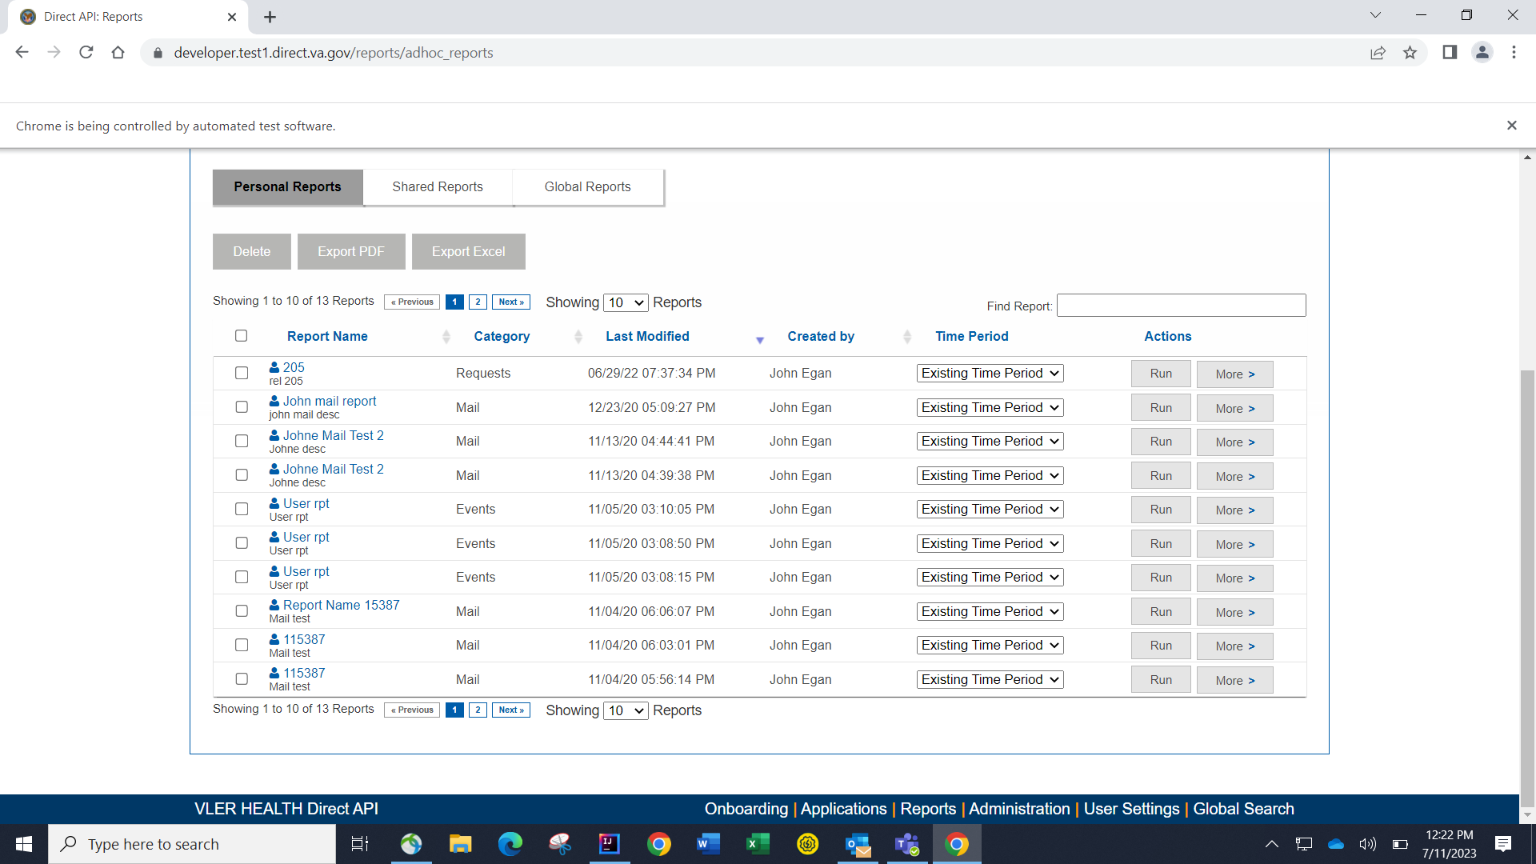 Direct API: Reports
developer.test1.direct.va.gov/reports/adhoc_reports
Chrome is being controlled by automated test software.
Personal Reports Shared Reports Global Reports
Delete Export PDF Export Excel
Showing 1 to 10 of 13 Reports « Previous 1 2 Next » Showing 10 Reports Find Report:
Report Name Category Last Modified Created by Time Period Actions
205 Requests 06/29/22 07:37:34 PM John Egan Existing Time Period Run More >
rel 205
John mail report Mail 12/23/20 05:09:27 PM John Egan Existing Time Period Run More >
john mail desc
Johne Mail Test 2 Mail 11/13/20 04:44:41 PM John Egan Existing Time Period Run More >
Johne desc
Johne Mail Test 2 Mail 11/13/20 04:39:38 PM John Egan Existing Time Period Run More >
Johne desc
User rpt Events 11/05/20 03:10:05 PM John Egan Existing Time Period Run More >
User rpt
User rpt Events 11/05/20 03:08:50 PM John Egan Existing Time Period Run More >
User rpt
User rpt Events 11/05/20 03:08:15 PM John Egan Existing Time Period Run More >
User rpt
Report Name 15387 Mail 11/04/20 06:06:07 PM John Egan Existing Time Period Run More >
Mail test
115387 Mail 11/04/20 06:03:01 PM John Egan Existing Time Period Run More >
Mail test
115387 Mail 11/04/20 05:56:14 PM John Egan Existing Time Period Run More >
Mail test
Showing 1 to 10 of 13 Reports « Previous 1 2 Next » Showing 10 Reports
VLER HEALTH Direct API Onboarding | Applications | Reports | Administration | User Settings | Global Search
Type here to search
12:22 PM
7/11/2023